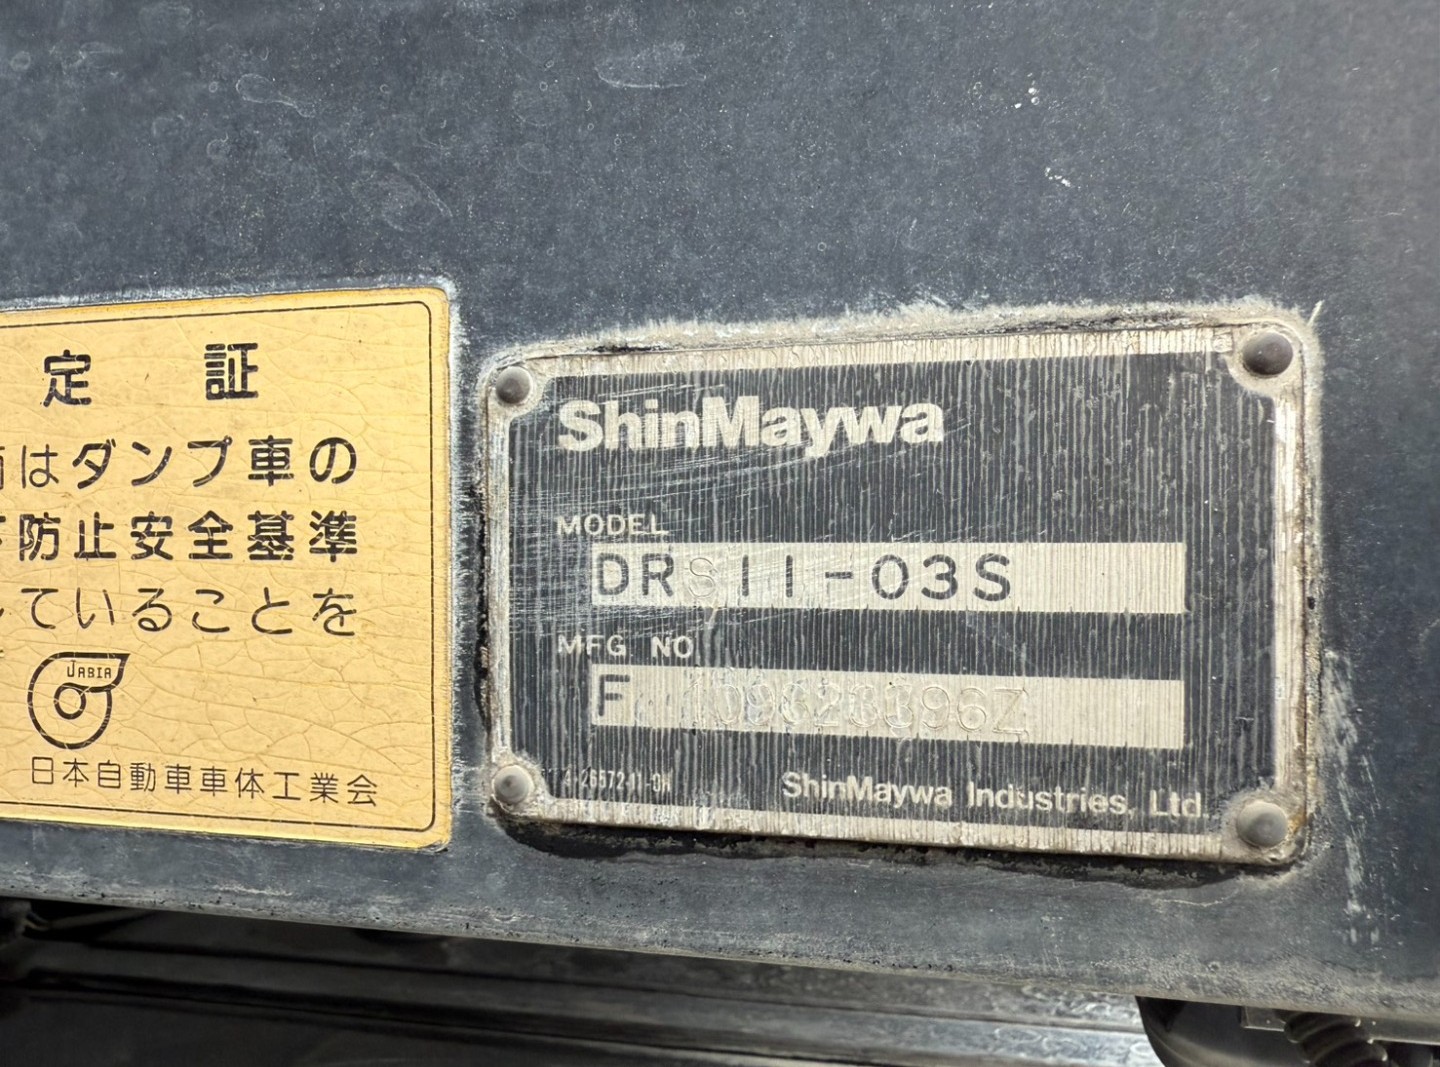 定 証
両はダンプ車の
防止安全基準
していることを
JABIA
日本自動車車体工業会
ShinMaywa
MODEL
DRS11-03S
MFG. NO.
F
ShinMaywa Industries, Ltd.